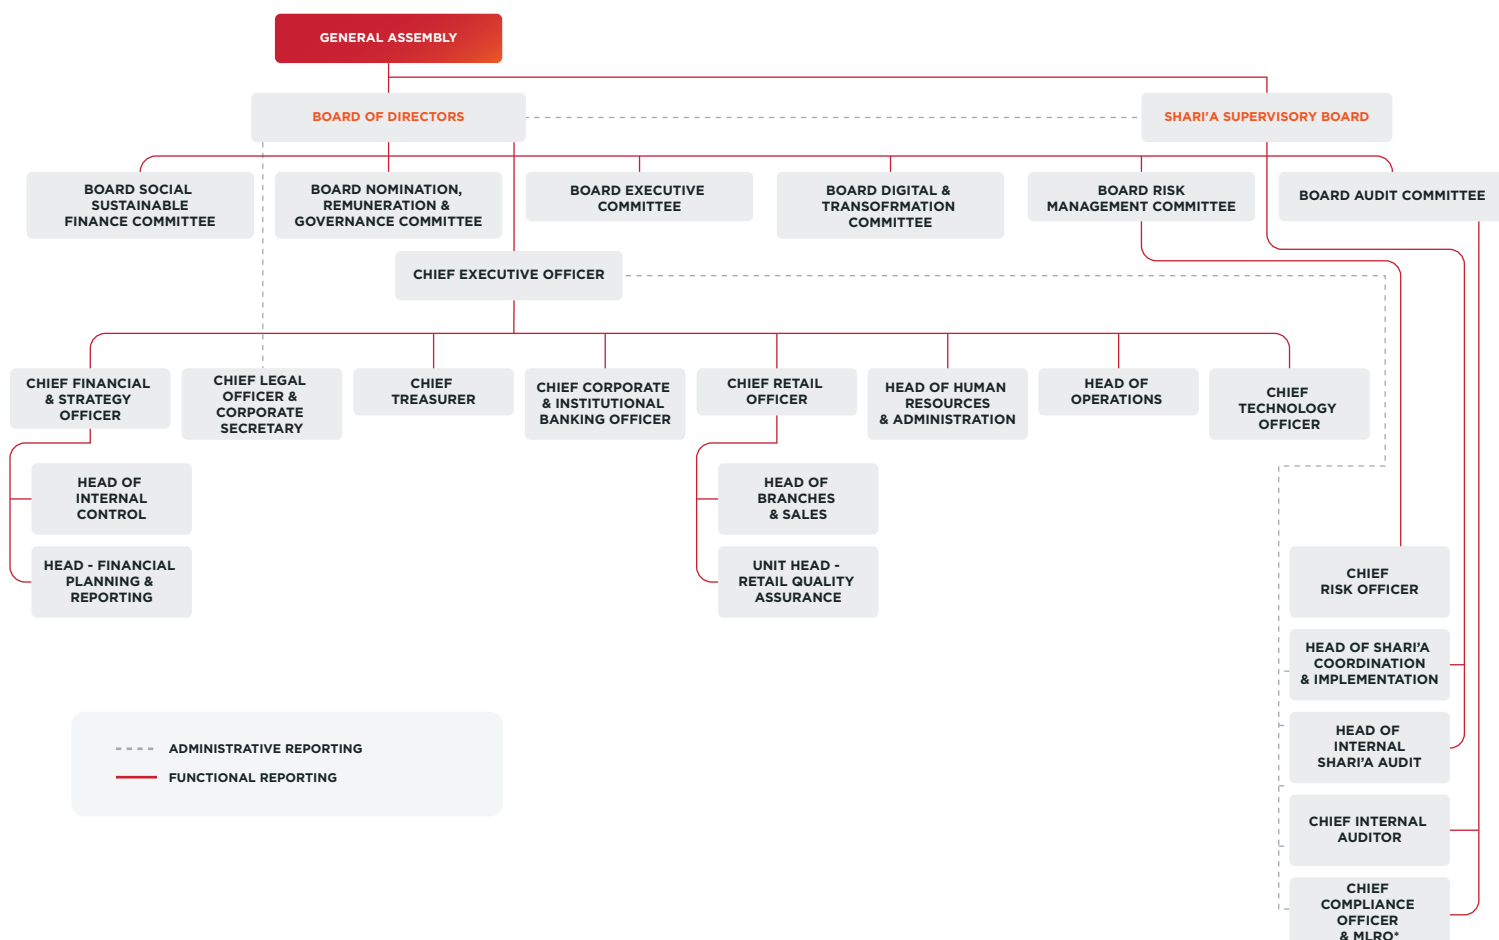 GENERAL ASSEMBLY
BOARD OF DIRECTORS
SHARI'A SUPERVISORY BOARD
BOARD SOCIAL
SUSTAINABLE
FINANCE COMMITTEE
BOARD NOMINATION,
REMUNERATION &
GOVERNANCE COMMITTEE
BOARD EXECUTIVE
COMMITTEE
BOARD DIGITAL &
TRANSOFRMATION
COMMITTEE
BOARD RISK
MANAGEMENT COMMITTEE
BOARD AUDIT COMMITTEE
CHIEF EXECUTIVE OFFICER
CHIEF FINANCIAL
& STRATEGY
OFFICER
CHIEF LEGAL
OFFICER &
CORPORATE
SECRETARY
CHIEF
TREASURER
CHIEF CORPORATE
& INSTITUTIONAL
BANKING OFFICER
CHIEF RETAIL
OFFICER
HEAD OF HUMAN
RESOURCES
& ADMINISTRATION
HEAD OF
OPERATIONS
CHIEF
TECHNOLOGY
OFFICER
HEAD OF
INTERNAL
CONTROL
HEAD - FINANCIAL
PLANNING &
REPORTING
HEAD OF
BRANCHES
& SALES
UNIT HEAD -
RETAIL QUALITY
ASSURANCE
CHIEF
RISK OFFICER
HEAD OF SHARI’A
COORDINATION
& IMPLEMENTATION
HEAD OF
INTERNAL
SHARI’A AUDIT
CHIEF INTERNAL
AUDITOR
CHIEF
COMPLIANCE
OFFICER
& MLRO*
ADMINISTRATIVE REPORTING
FUNCTIONAL REPORTING